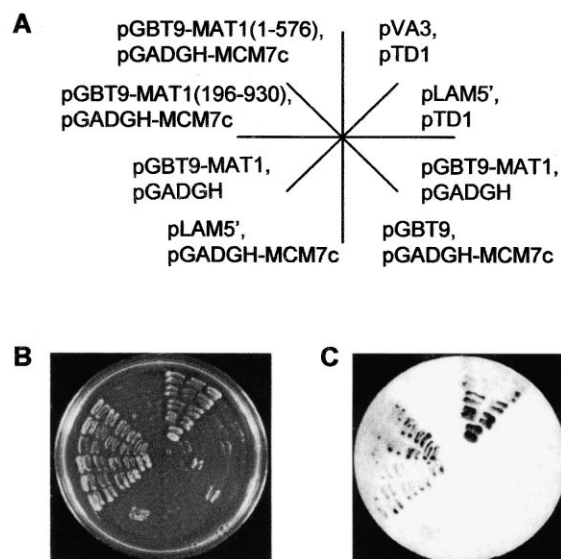 A
pGBT9-MAT1(1-576),
pGADGH-MCM7c
pVA3,
pTD1
pGBT9-MAT1(196-930),
pGADGH-MCM7c
pLAM5',
pTD1
pGBT9-MAT1,
pGADGH
pGBT9-MAT1,
pGADGH
pLAM5',
pGADGH-MCM7c
pGBT9,
pGADGH-MCM7c
B
C